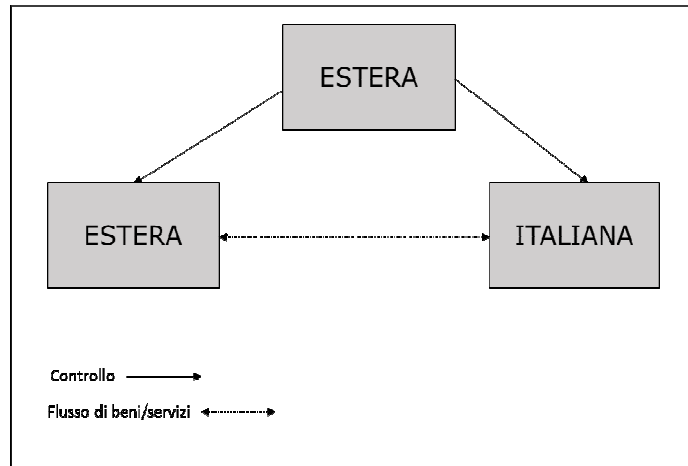 ESTERA
ESTERA
ITALIANA
Controllo
Flusso di beni/servizi